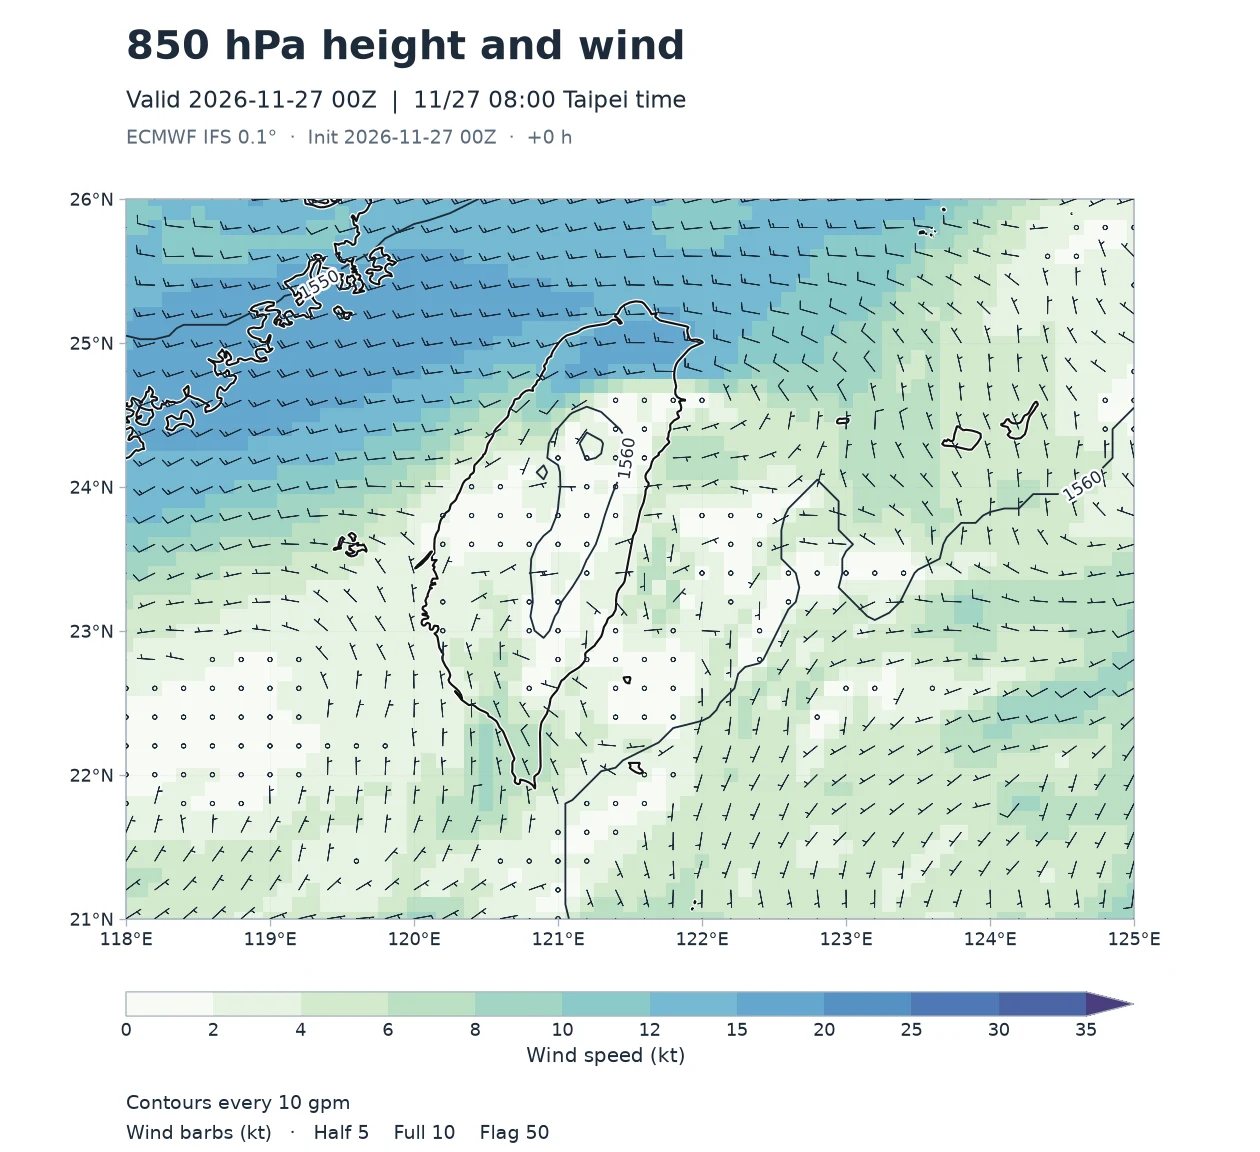 850 hPa height and wind
Valid 2026-11-27 00Z | 11/27 08:00 Taipei time
ECMWF IFS 0.1° · Init 2026-11-27 00Z · +0 h
26°N
1550
25°N
1560
24°N
1560
23°N
22°N
21°N
118°E 119°E 120°E 121°E 122°E 123°E 124°E 125°E
0 2 4 6 8 10 12 15 20 25 30 35
Wind speed (kt)
Contours every 10 gpm
Wind barbs (kt) · Half 5 Full 10 Flag 50